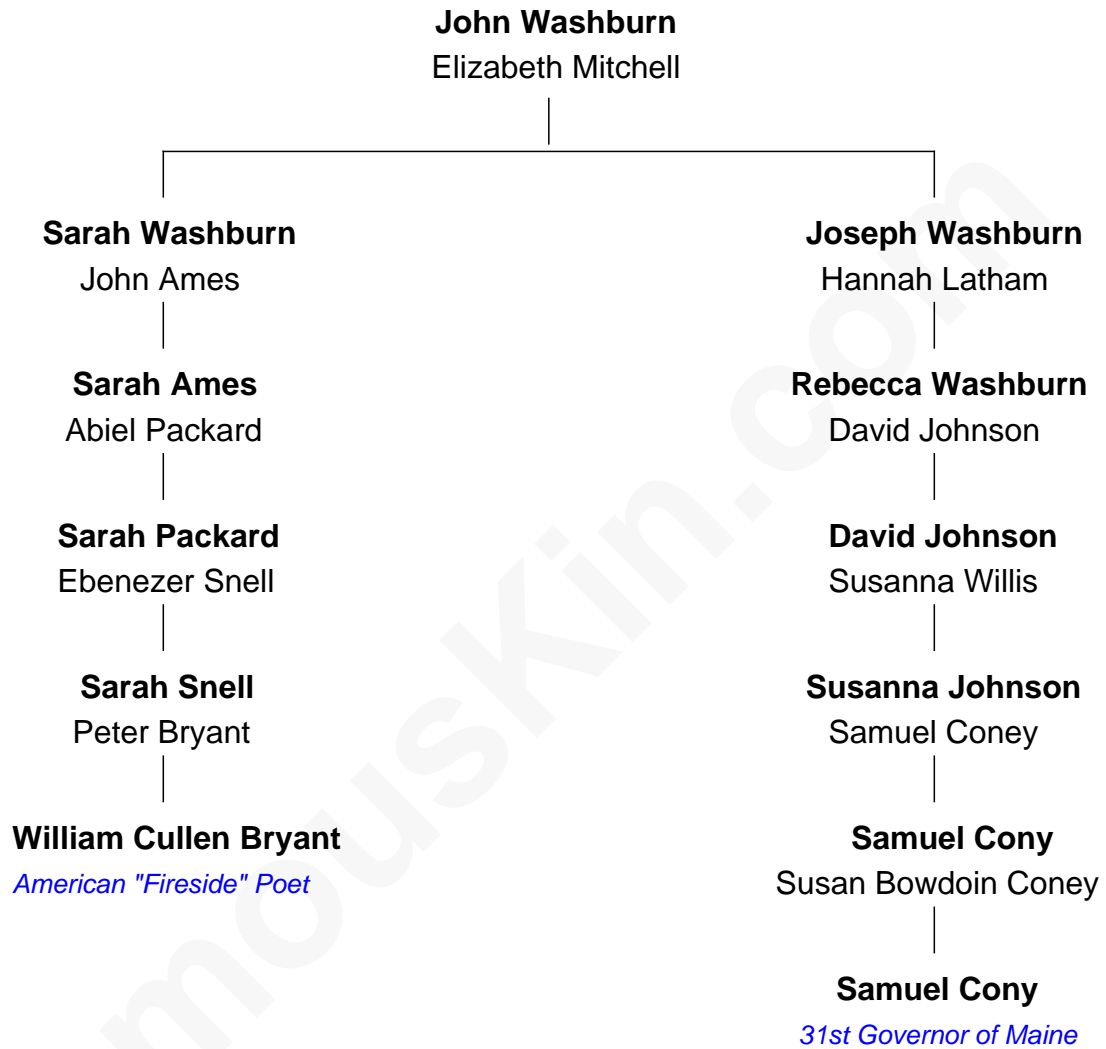 John Washburn
Elizabeth Mitchell
Sarah Washburn
John Ames
Joseph Washburn
Hannah Latham
Sarah Ames
Abiel Packard
Rebecca Washburn
David Johnson
Sarah Packard
Ebenezer Snell
David Johnson
Susanna Willis
Sarah Snell
Peter Bryant
Susanna Johnson
Samuel Coney
William Cullen Bryant
American "Fireside" Poet
Samuel Cony
Susan Bowdoin Coney
Samuel Cony
31st Governor of Maine
mousKin.com